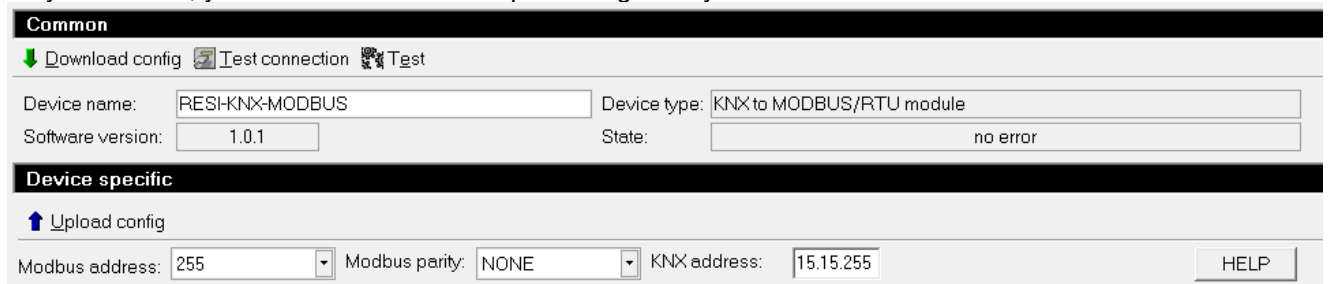 Common
Download config Test connection Test
Device name: RESI-KNX-MODBUS Device type: KNX to MODBUS/RTU module
Software version: 1.0.1 State: no error
Device specific
Upload config
Modbus address: 255 Modbus parity: NONE KNX address: 15.15.255 HELP